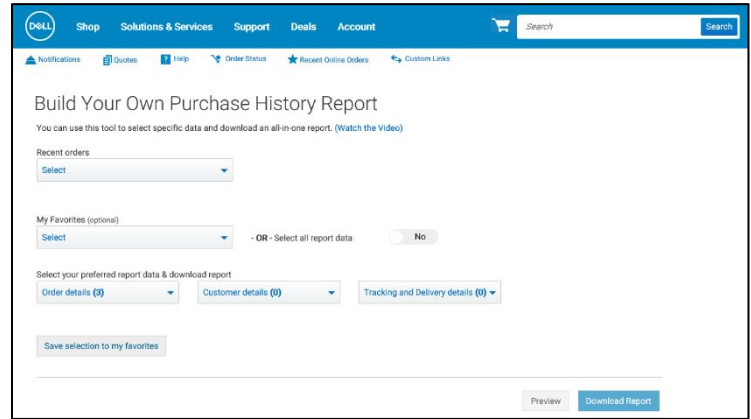 DELL Shop Solutions & Services Support Deals Account Search Search
Notifications Quotes ? Help Order Status Recent Online Orders Custom Links
Build Your Own Purchase History Report
You can use this tool to select specific data and download an all-in-one report. (Watch the Video)
Recent orders
Select
My Favorites (optional)
Select - OR - Select all report data No
Select your preferred report data & download report
Order details (3) Customer details (0) Tracking and Delivery details (0)
Save selection to my favorites
Preview Download Report